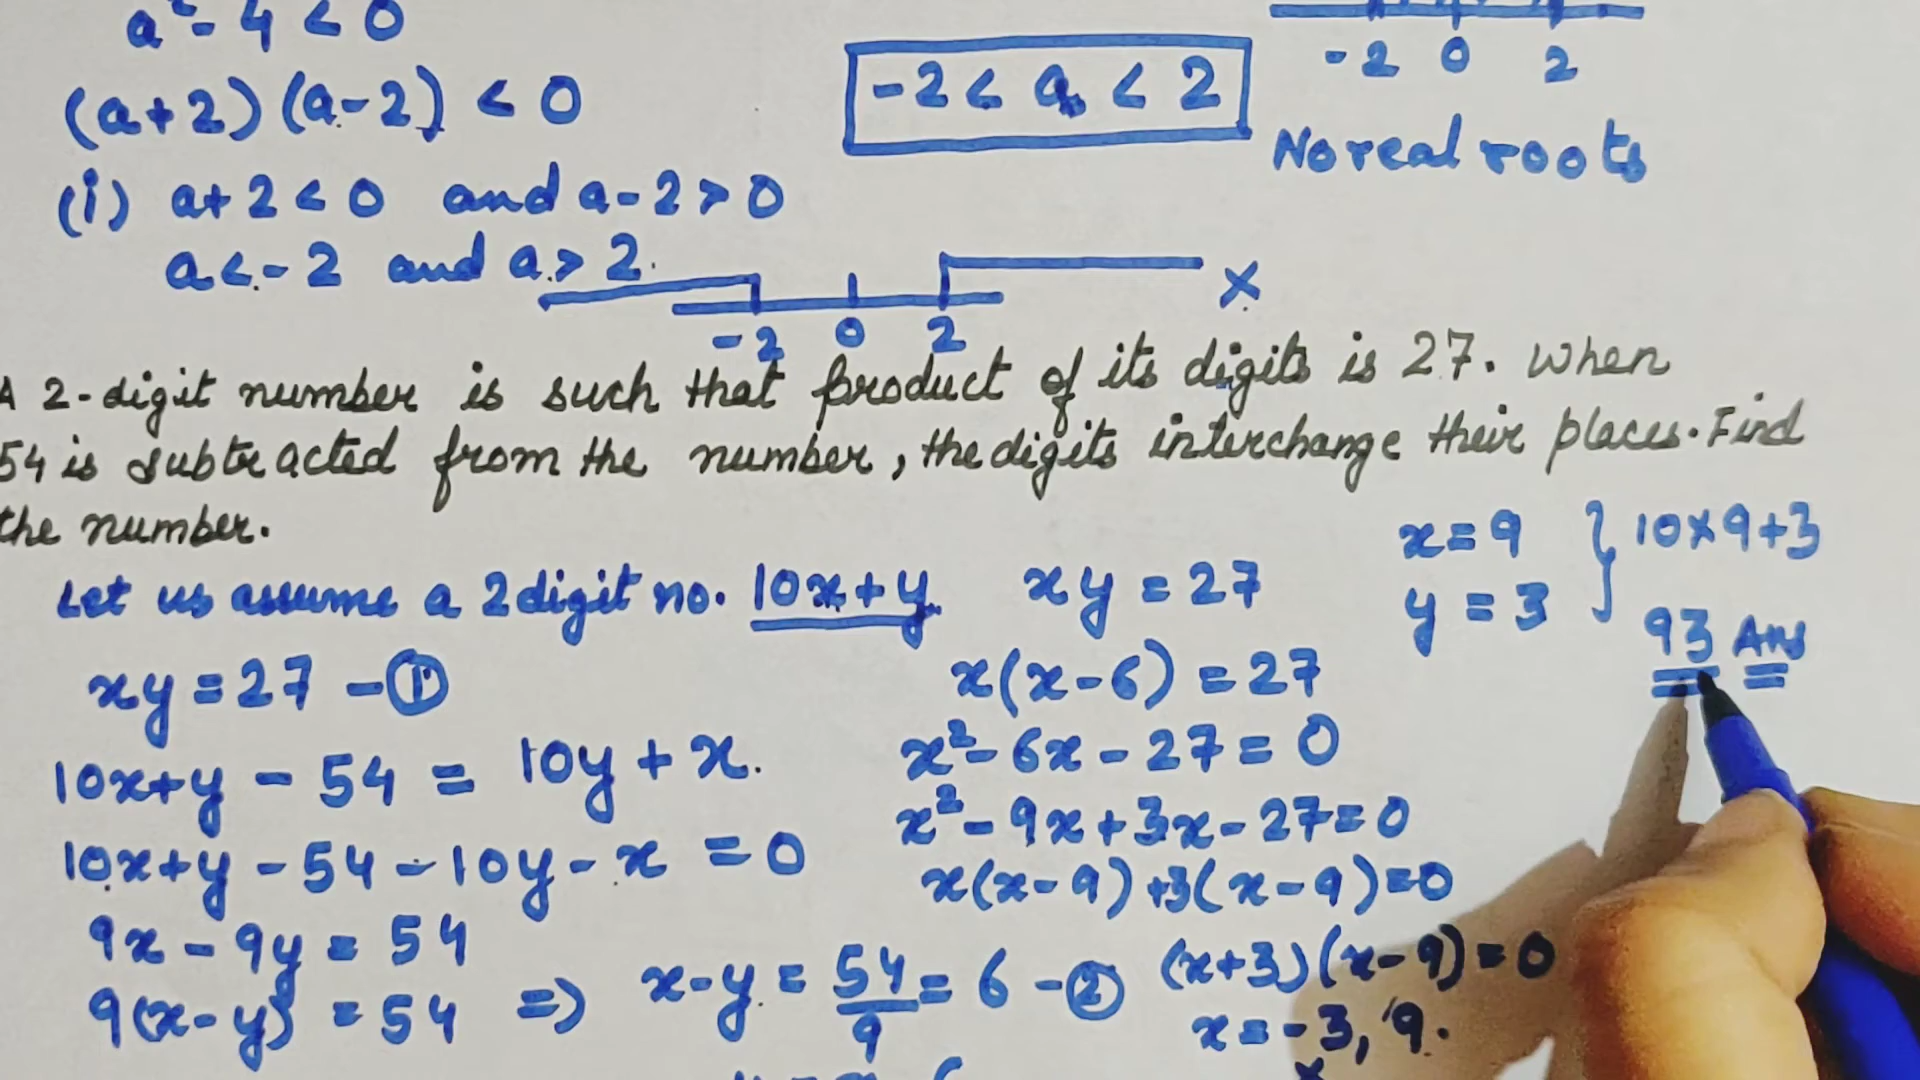 a² - 4 < 0
(a+2)(a-2) < 0
-2 < a < 2
-2 0 2
No real roots
(i) a+2 < 0 and a-2 > 0
a < -2 and a > 2
-2 0 2 ×
A 2-digit number is such that product of its digits is 27. When
54 is subtracted from the number, the digits interchange their places. Find
the number.
Let us assume a 2 digit no. 10x+y
xy = 27 - ①
10x+y - 54 = 10y + x.
10x+y - 54 - 10y - x = 0
9x - 9y = 54
9(x-y) = 54 ⇒ x-y = 54/9 = 6 - ②
xy = 27
x(x-6) = 27
x² - 6x - 27 = 0
x² - 9x + 3x - 27 = 0
x(x-9) +3(x-9) = 0
(x+3)(x-9) = 0
x = -3, 9.
×
x = 9
y = 3 } 10×9+3
93 Ans